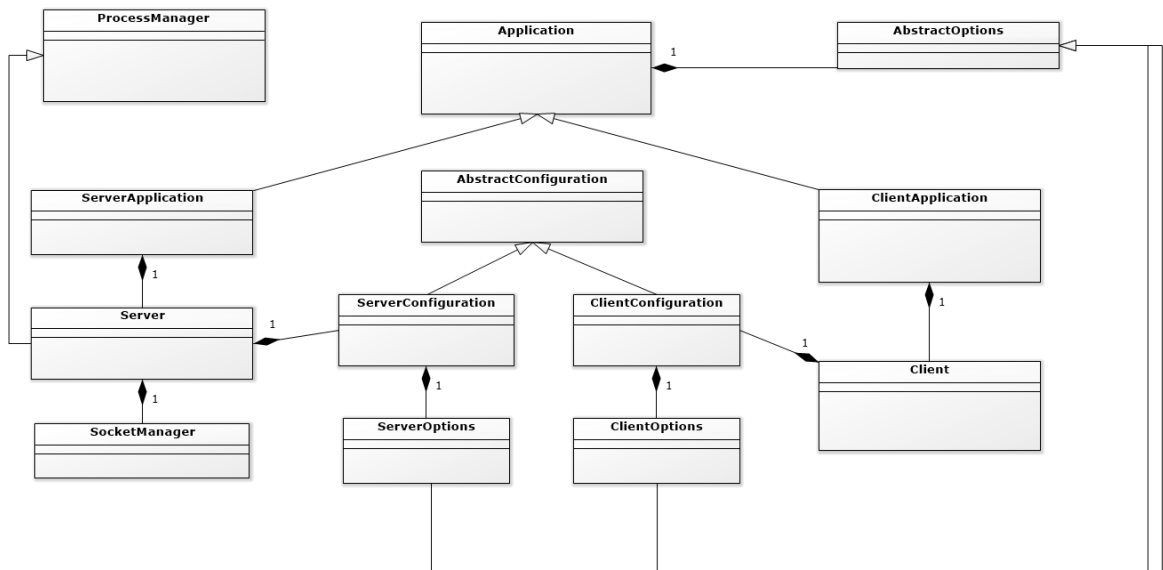 ProcessManager
Application
AbstractOptions
1
AbstractConfiguration
ServerApplication
ClientApplication
1
1
ServerConfiguration
ClientConfiguration
Server
1
1
Client
1
1
1
SocketManager
ServerOptions
ClientOptions